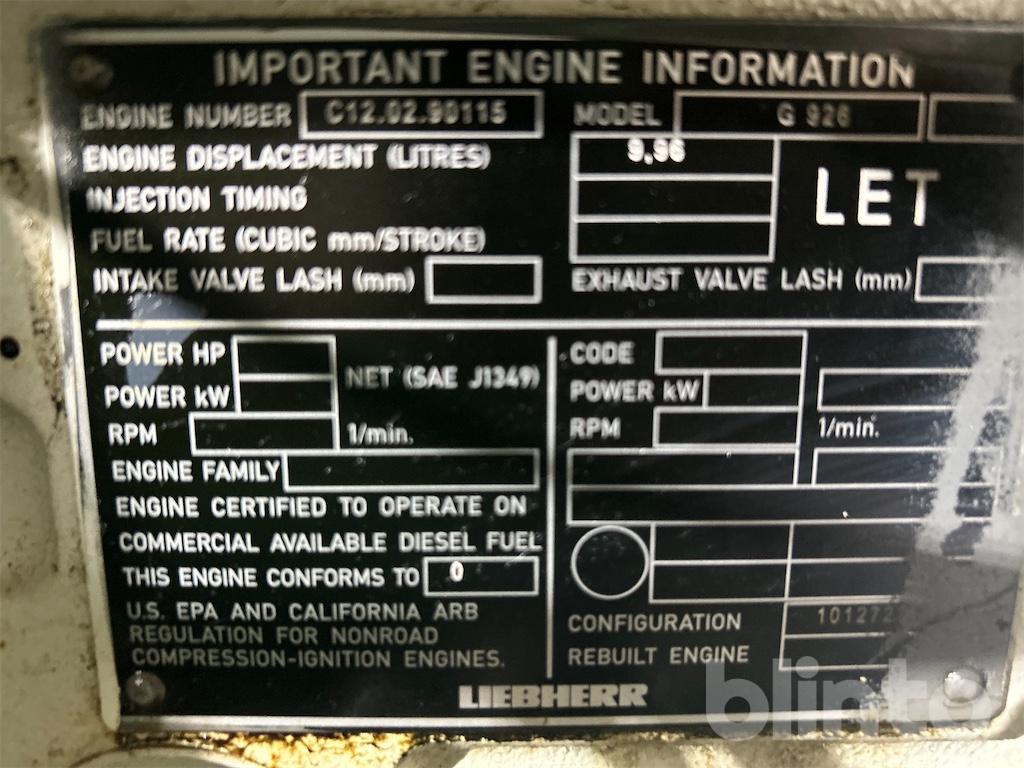 IMPORTANT ENGINE INFORMATION
ENGINE NUMBER C12.02.90115 MODEL G 926
ENGINE DISPLACEMENT (LITRES) 9,96
INJECTION TIMING LET
FUEL RATE (CUBIC mm/STROKE)
INTAKE VALVE LASH (mm) EXHAUST VALVE LASH (mm)
POWER HP
NET (SAE J1349)
POWER kW
RPM 1/min.
ENGINE FAMILY
ENGINE CERTIFIED TO OPERATE ON
COMMERCIAL AVAILABLE DIESEL FUEL
THIS ENGINE CONFORMS TO 0
U.S. EPA AND CALIFORNIA ARB
REGULATION FOR NONROAD
COMPRESSION-IGNITION ENGINES.
CODE
POWER kW
RPM 1/min.
CONFIGURATION
REBUILT ENGINE
LIEBHERR
blinto